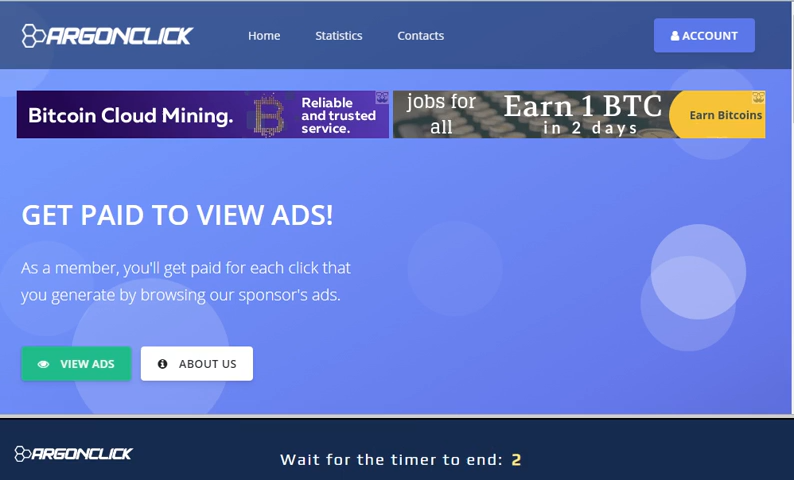 ARGONCLICK
Home
Statistics
Contacts
ACCOUNT
Bitcoin Cloud Mining.
Reliable
and trusted
service.
jobs for
all
Earn 1 BTC
in 2 days
Earn Bitcoins
GET PAID TO VIEW ADS!
As a member, you'll get paid for each click that
you generate by browsing our sponsor's ads.
VIEW ADS
ABOUT US
ARGONCLICK
Wait for the timer to end: 2